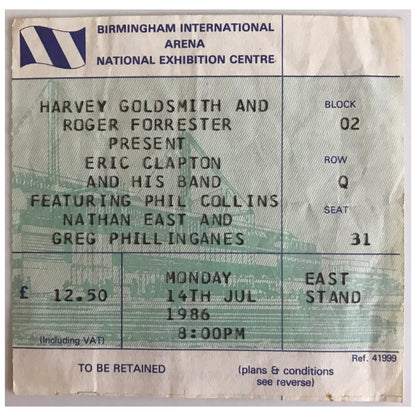 BIRMINGHAM INTERNATIONAL
ARENA
NATIONAL EXHIBITION CENTRE
HARVEY GOLDSMITH AND
ROGER FORRESTER
PRESENT
ERIC CLAPTON
AND HIS BAND
FEATURING PHIL COLLINS
NATHAN EAST AND
GREG PHILLINGANES
BLOCK
02
ROW
Q
SEAT
31
£ 12.50
(Including VAT)
MONDAY
14TH JUL
1986
8:00PM
EAST
STAND
Ref. 41999
TO BE RETAINED
(plans & conditions
see reverse)